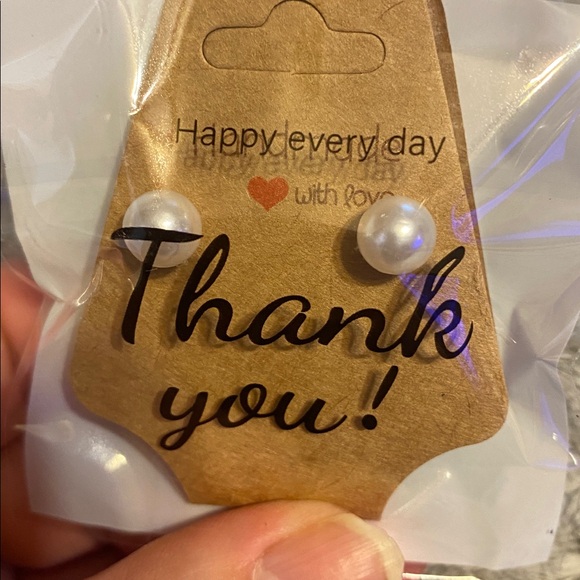 Happy every day
❤ with love
Thank
you!